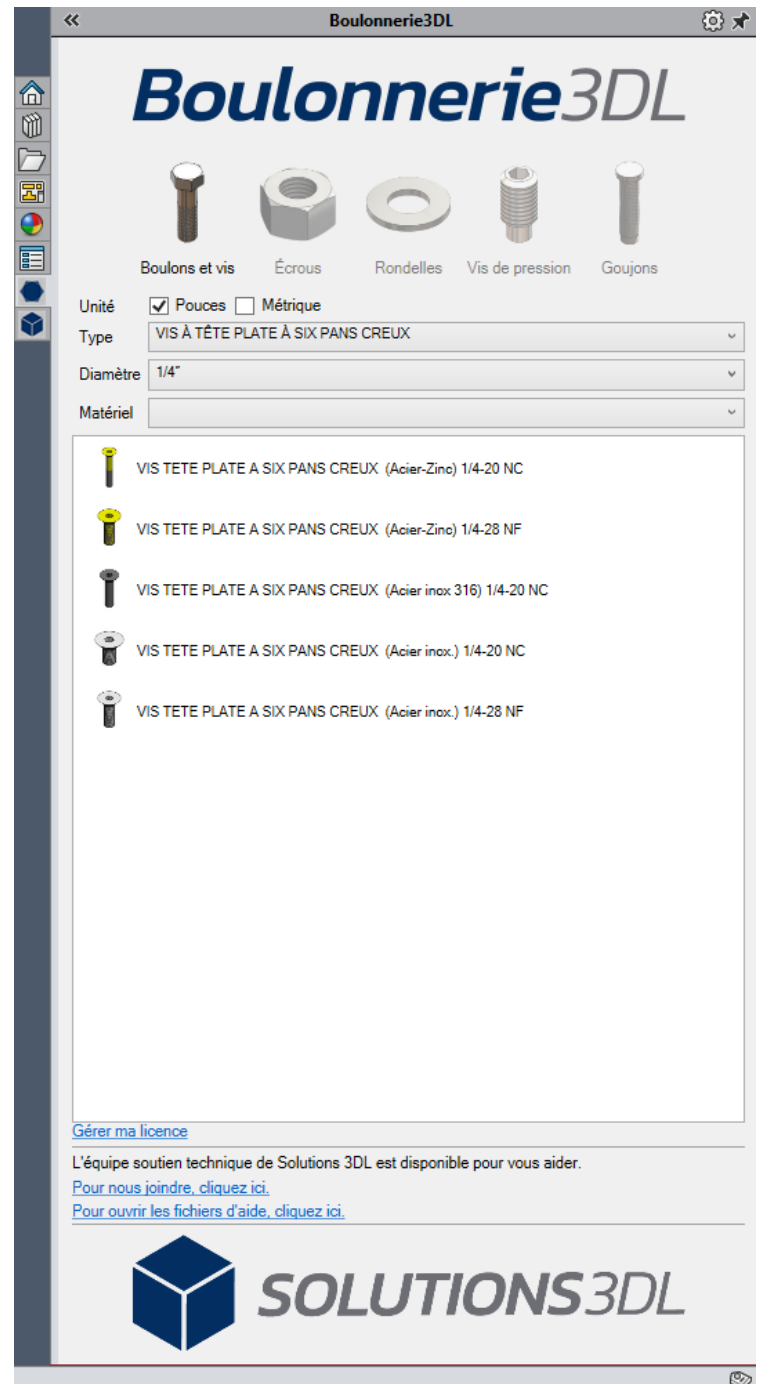 Boulonnerie3DL
Boulonnerie3DL
Boulons et vis Écrous Rondelles Vis de pression Goujons
Unité Pouces Métrique
Type VIS À TÊTE PLATE À SIX PANS CREUX
Diamètre 1/4"
Matériel
VIS TETE PLATE A SIX PANS CREUX (Acier-Zinc) 1/4-20 NC
VIS TETE PLATE A SIX PANS CREUX (Acier-Zinc) 1/4-28 NF
VIS TETE PLATE A SIX PANS CREUX (Acier inox 316) 1/4-20 NC
VIS TETE PLATE A SIX PANS CREUX (Acier inox.) 1/4-20 NC
VIS TETE PLATE A SIX PANS CREUX (Acier inox.) 1/4-28 NF
Gérer ma licence
L'équipe soutien technique de Solutions 3DL est disponible pour vous aider.
Pour nous joindre, cliquez ici.
Pour ouvrir les fichiers d'aide, cliquez ici.
SOLUTIONS3DL